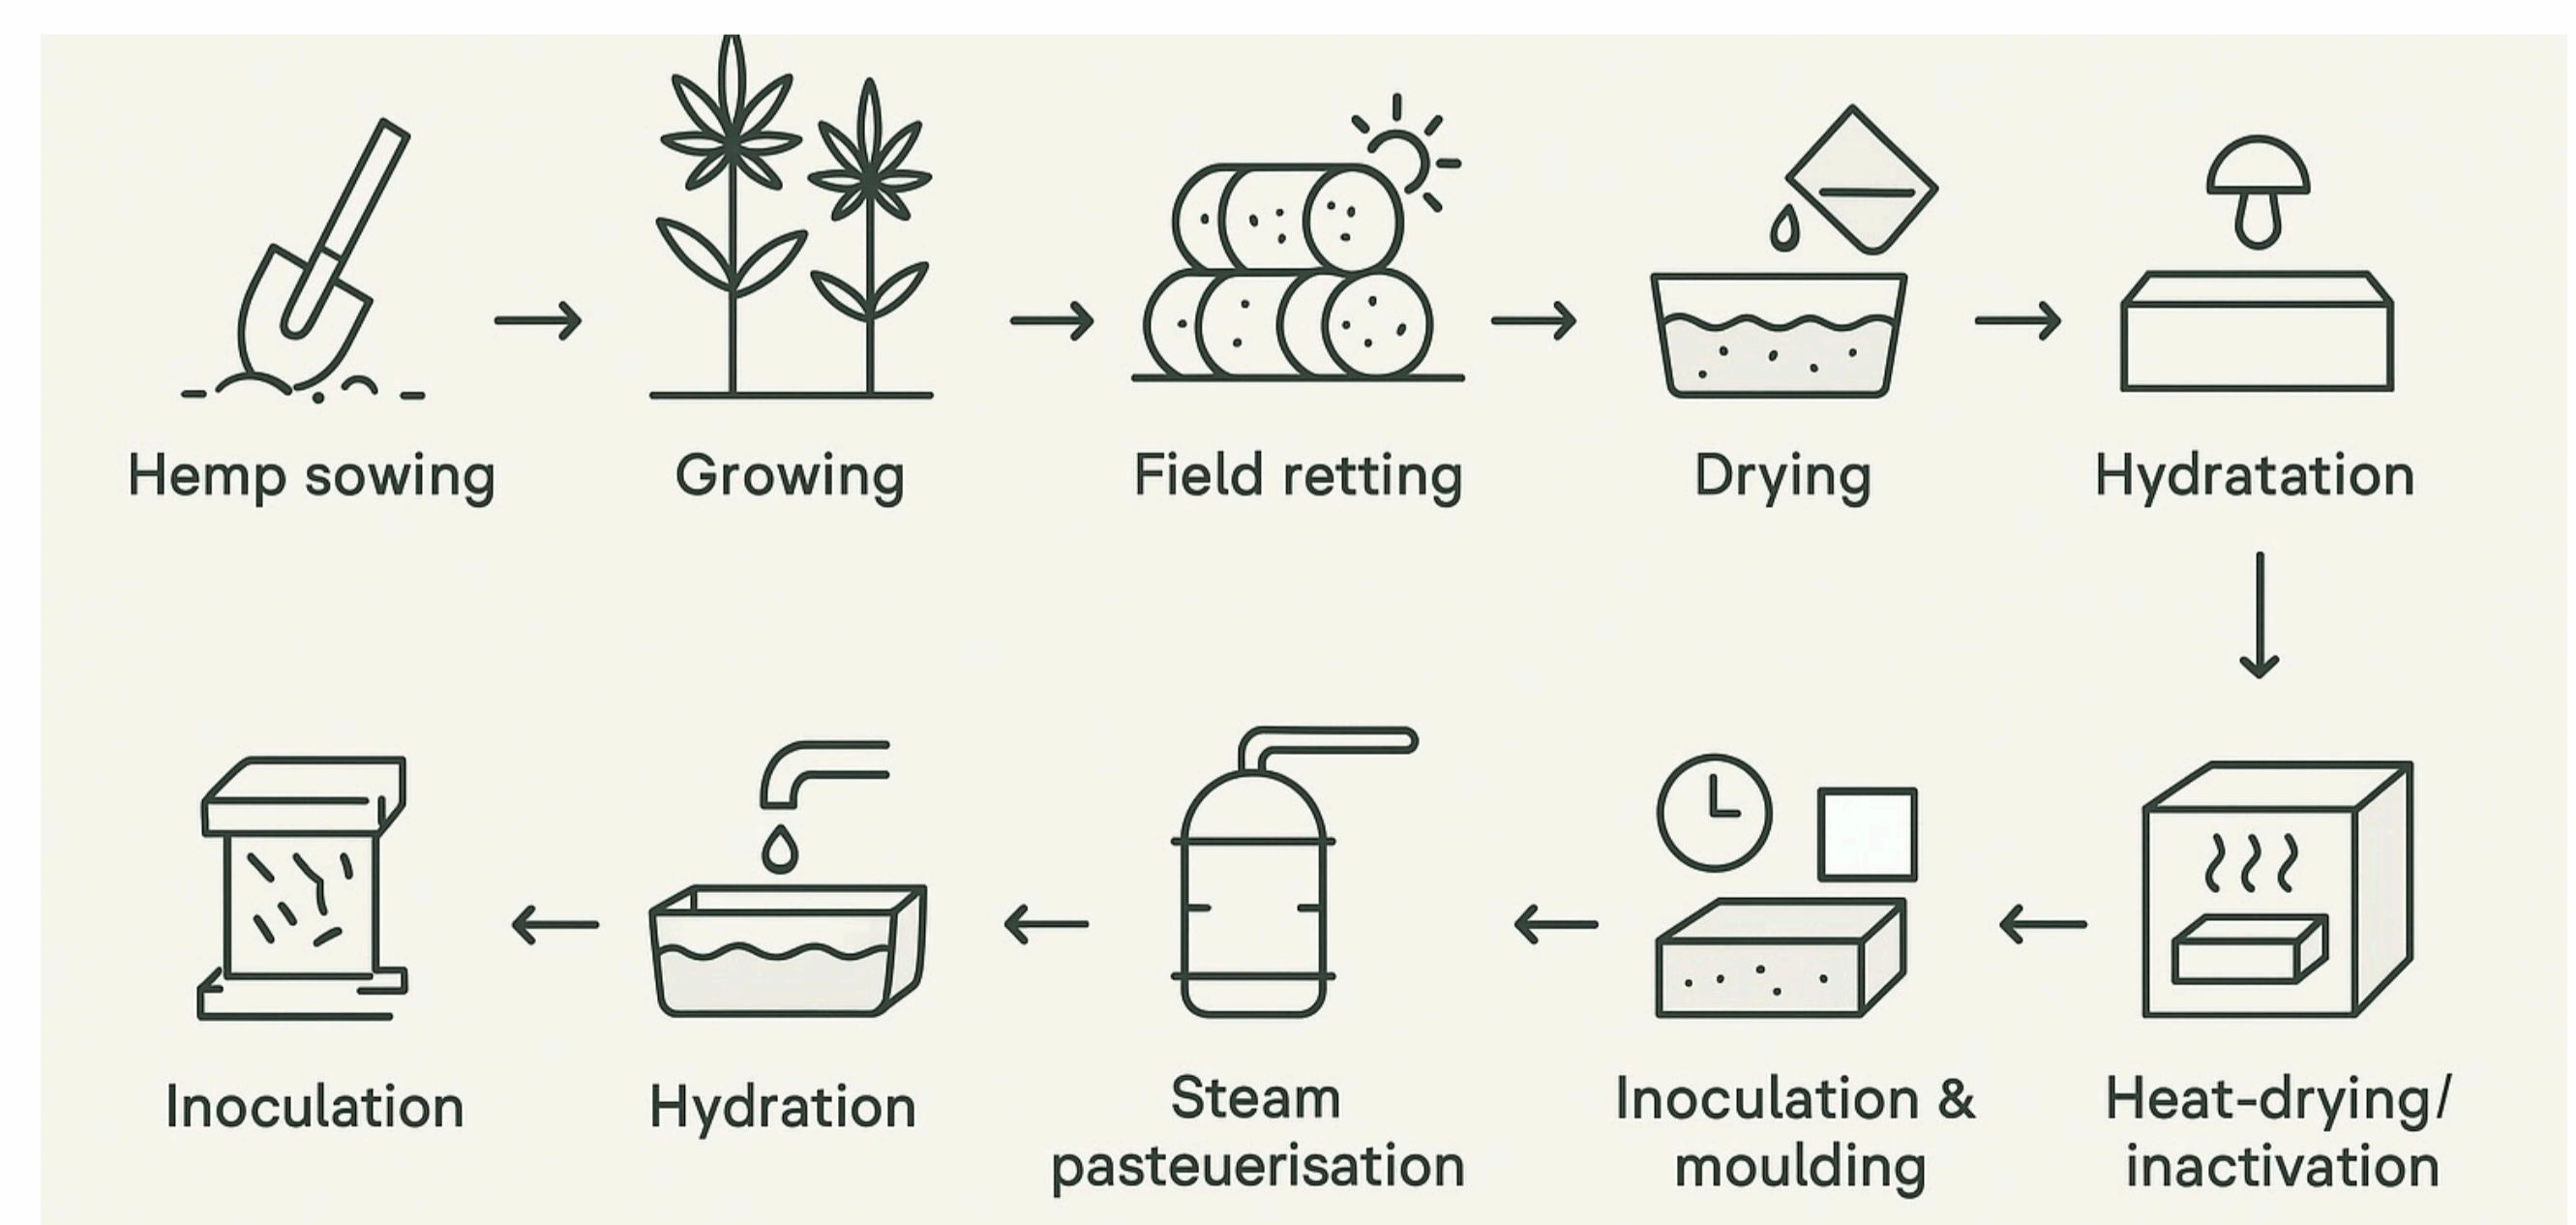 Hemp sowing
Growing
Field retting
Drying
Hydratation
Heat-drying/
inactivation
Inoculation &
moulding
Steam
pasteuerisation
Hydration
Inoculation